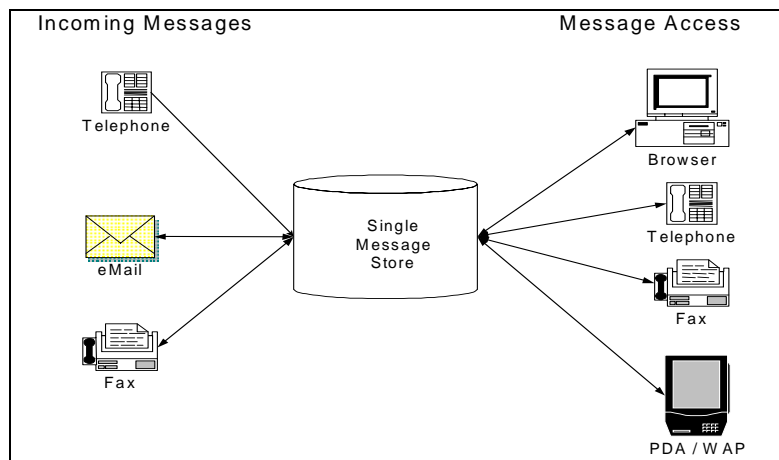 Incoming Messages
Message Access
Telephone
eMail
Fax
Single
Message
Store
Browser
Telephone
Fax
PDA / WAP